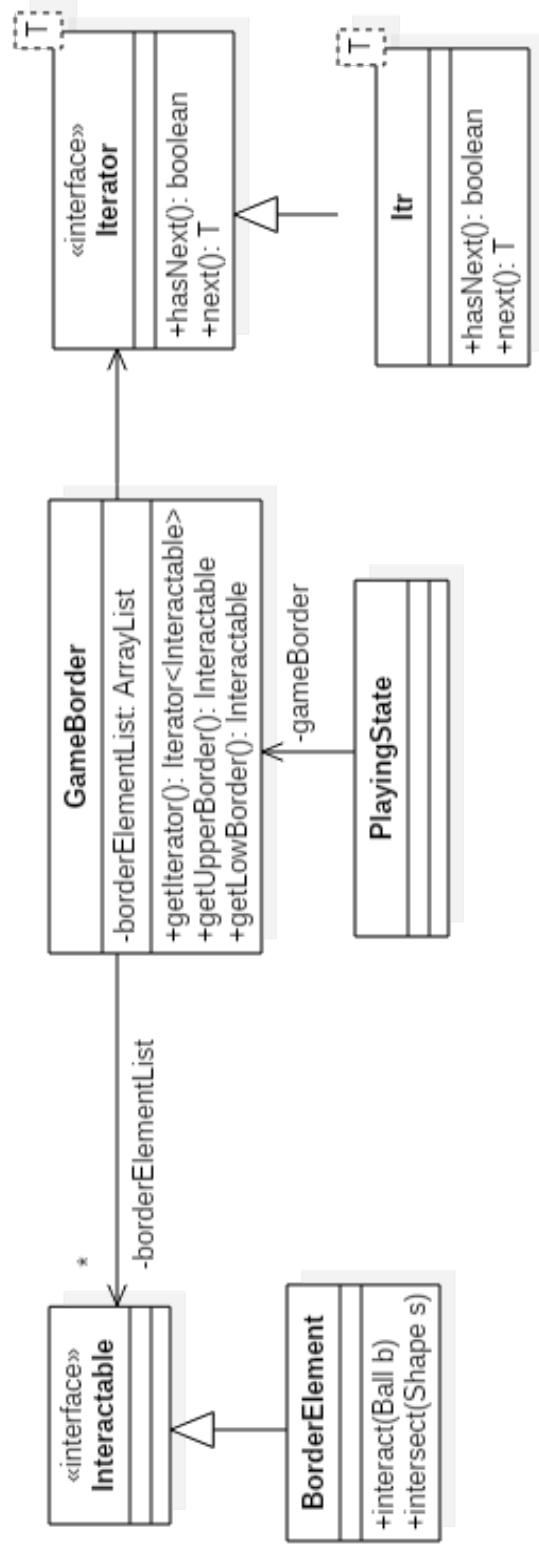 «interface»
Interactable
*
-borderElementList
BorderElement
+interact(Ball b)
+intersect(Shape s)
GameBorder
-borderElementList: ArrayList
+getIterator(): Iterator<Interactable>
+getUpperBorder(): Interactable
+getLowBorder(): Interactable
-gameBorder
PlayingState
T
«interface»
Iterator
+hasNext(): boolean
+next(): T
T
Itr
+hasNext(): boolean
+next(): T